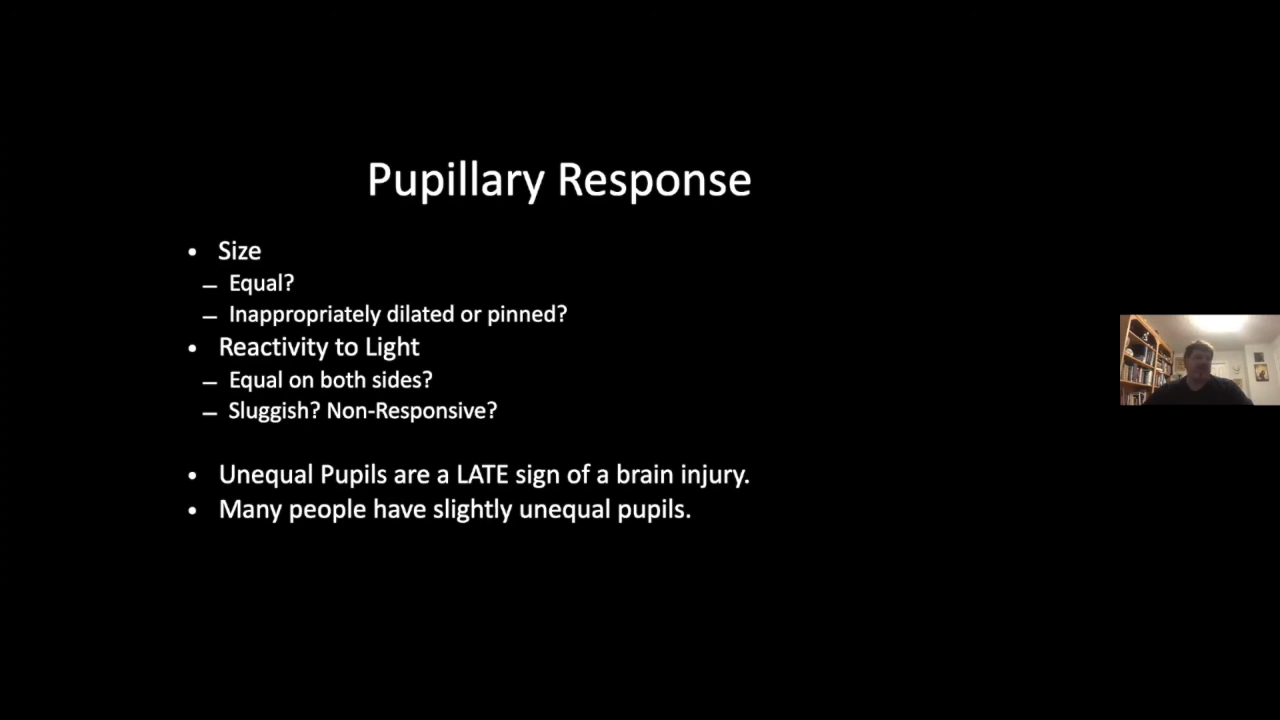 Pupillary Response
• Size
– Equal?
– Inappropriately dilated or pinned?
• Reactivity to Light
– Equal on both sides?
– Sluggish? Non-Responsive?
• Unequal Pupils are a LATE sign of a brain injury.
• Many people have slightly unequal pupils.